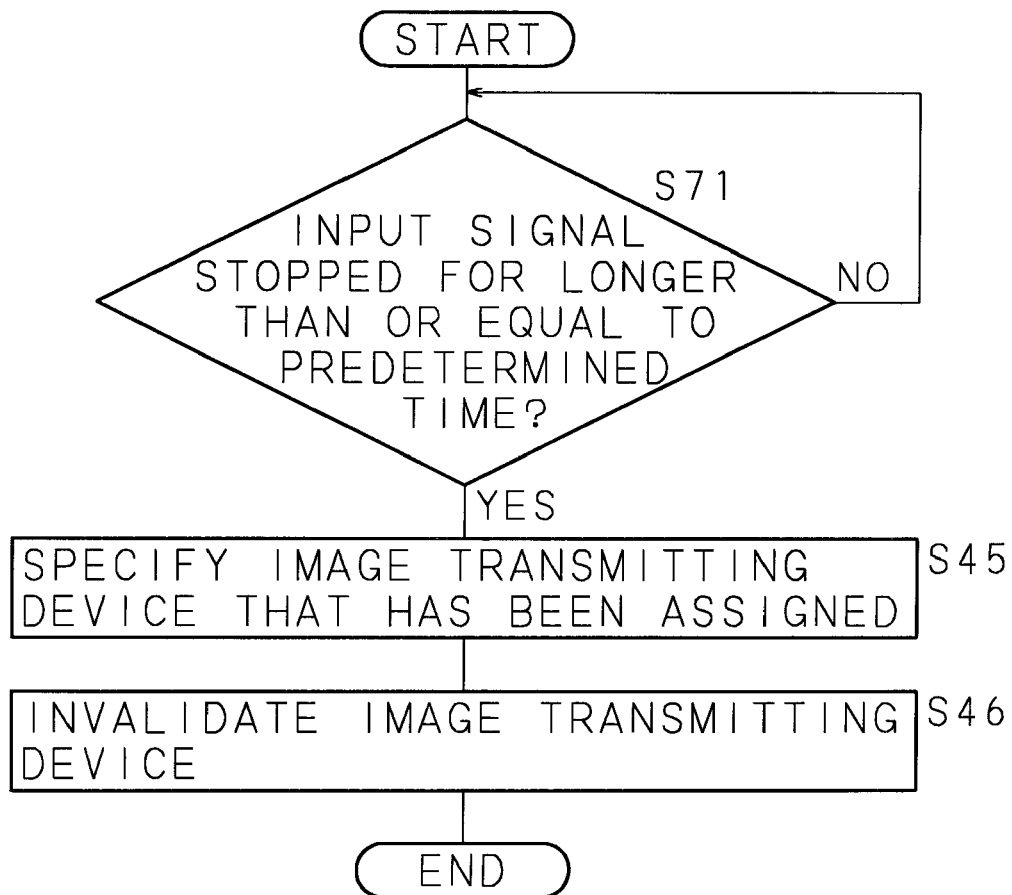 START
S71
INPUT SIGNAL
STOPPED FOR LONGER
THAN OR EQUAL TO
PREDETERMINED
TIME?
NO
YES
SPECIFY IMAGE TRANSMITTING
DEVICE THAT HAS BEEN ASSIGNED
S45
INVALIDATE IMAGE TRANSMITTING
DEVICE
S46
END